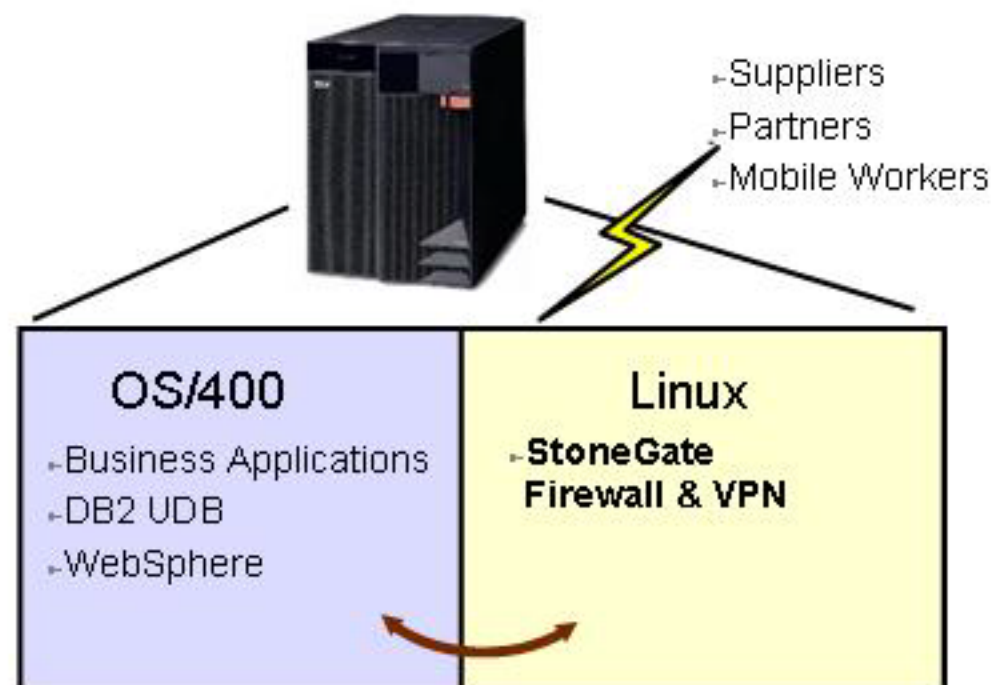 Suppliers
Partners
Mobile Workers
OS/400
Business Applications
DB2 UDB
WebSphere
Linux
StoneGate
Firewall & VPN